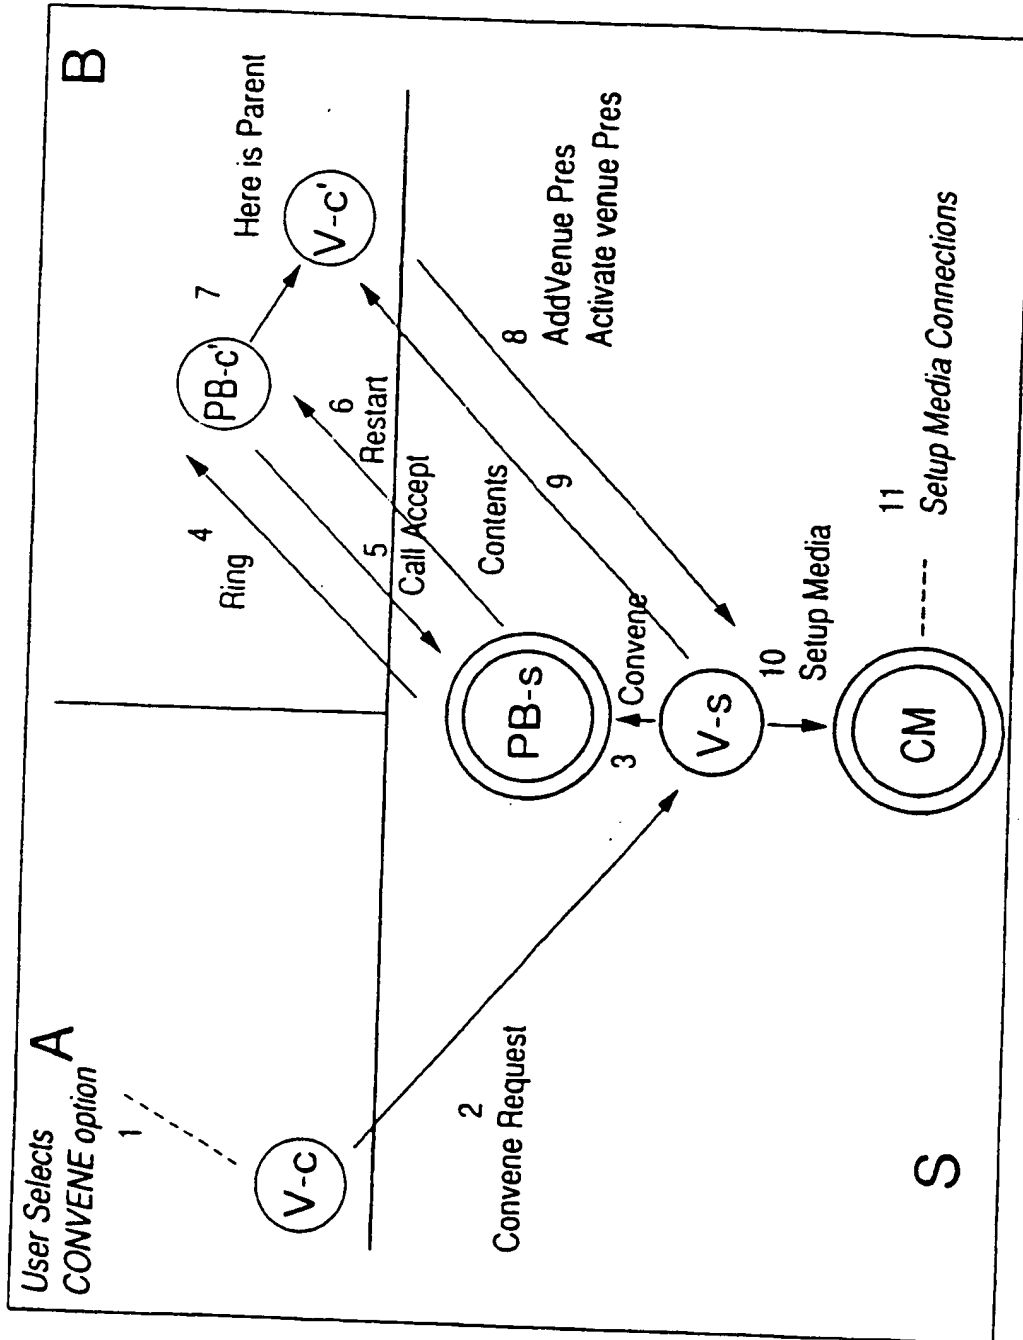 User Selects
CONVENE option
A
1
V-c
2
Convene Request
B
4
Ring
PB-c'
7
Here is Parent
V-c'
5
Call Accept
6
Restart
Contents
8
AddVenue Pres
Activate venue Pres
9
PB-s
3
Convene
V-s
10
Setup Media
CM
11
Setup Media Connections
S